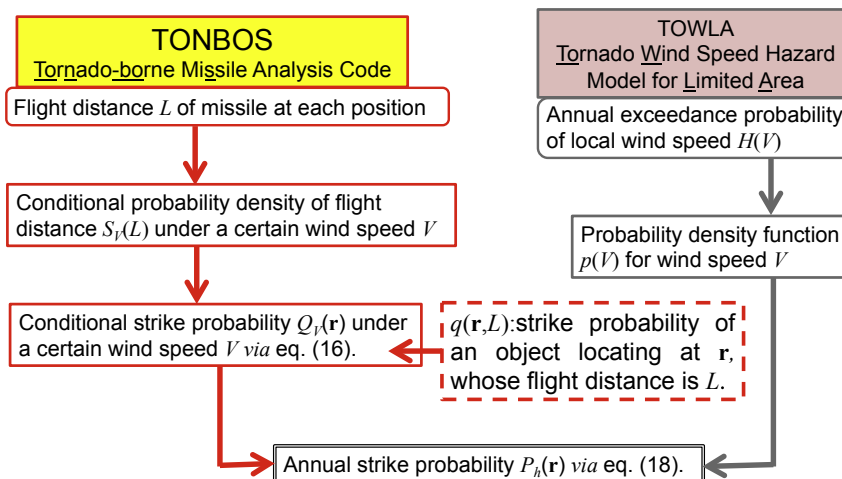 TONBOS
Tornado-borne Missile Analysis Code
Flight distance L of missile at each position
Conditional probability density of flight
distance S_V(L) under a certain wind speed V
Conditional strike probability Q_V(r) under
a certain wind speed V via eq. (16).
q(r,L):strike probability of
an object locating at r,
whose flight distance is L.
TOWLA
Tornado Wind Speed Hazard
Model for Limited Area
Annual exceedance probability
of local wind speed H(V)
Probability density function
p(V) for wind speed V
Annual strike probability P_h(r) via eq. (18).